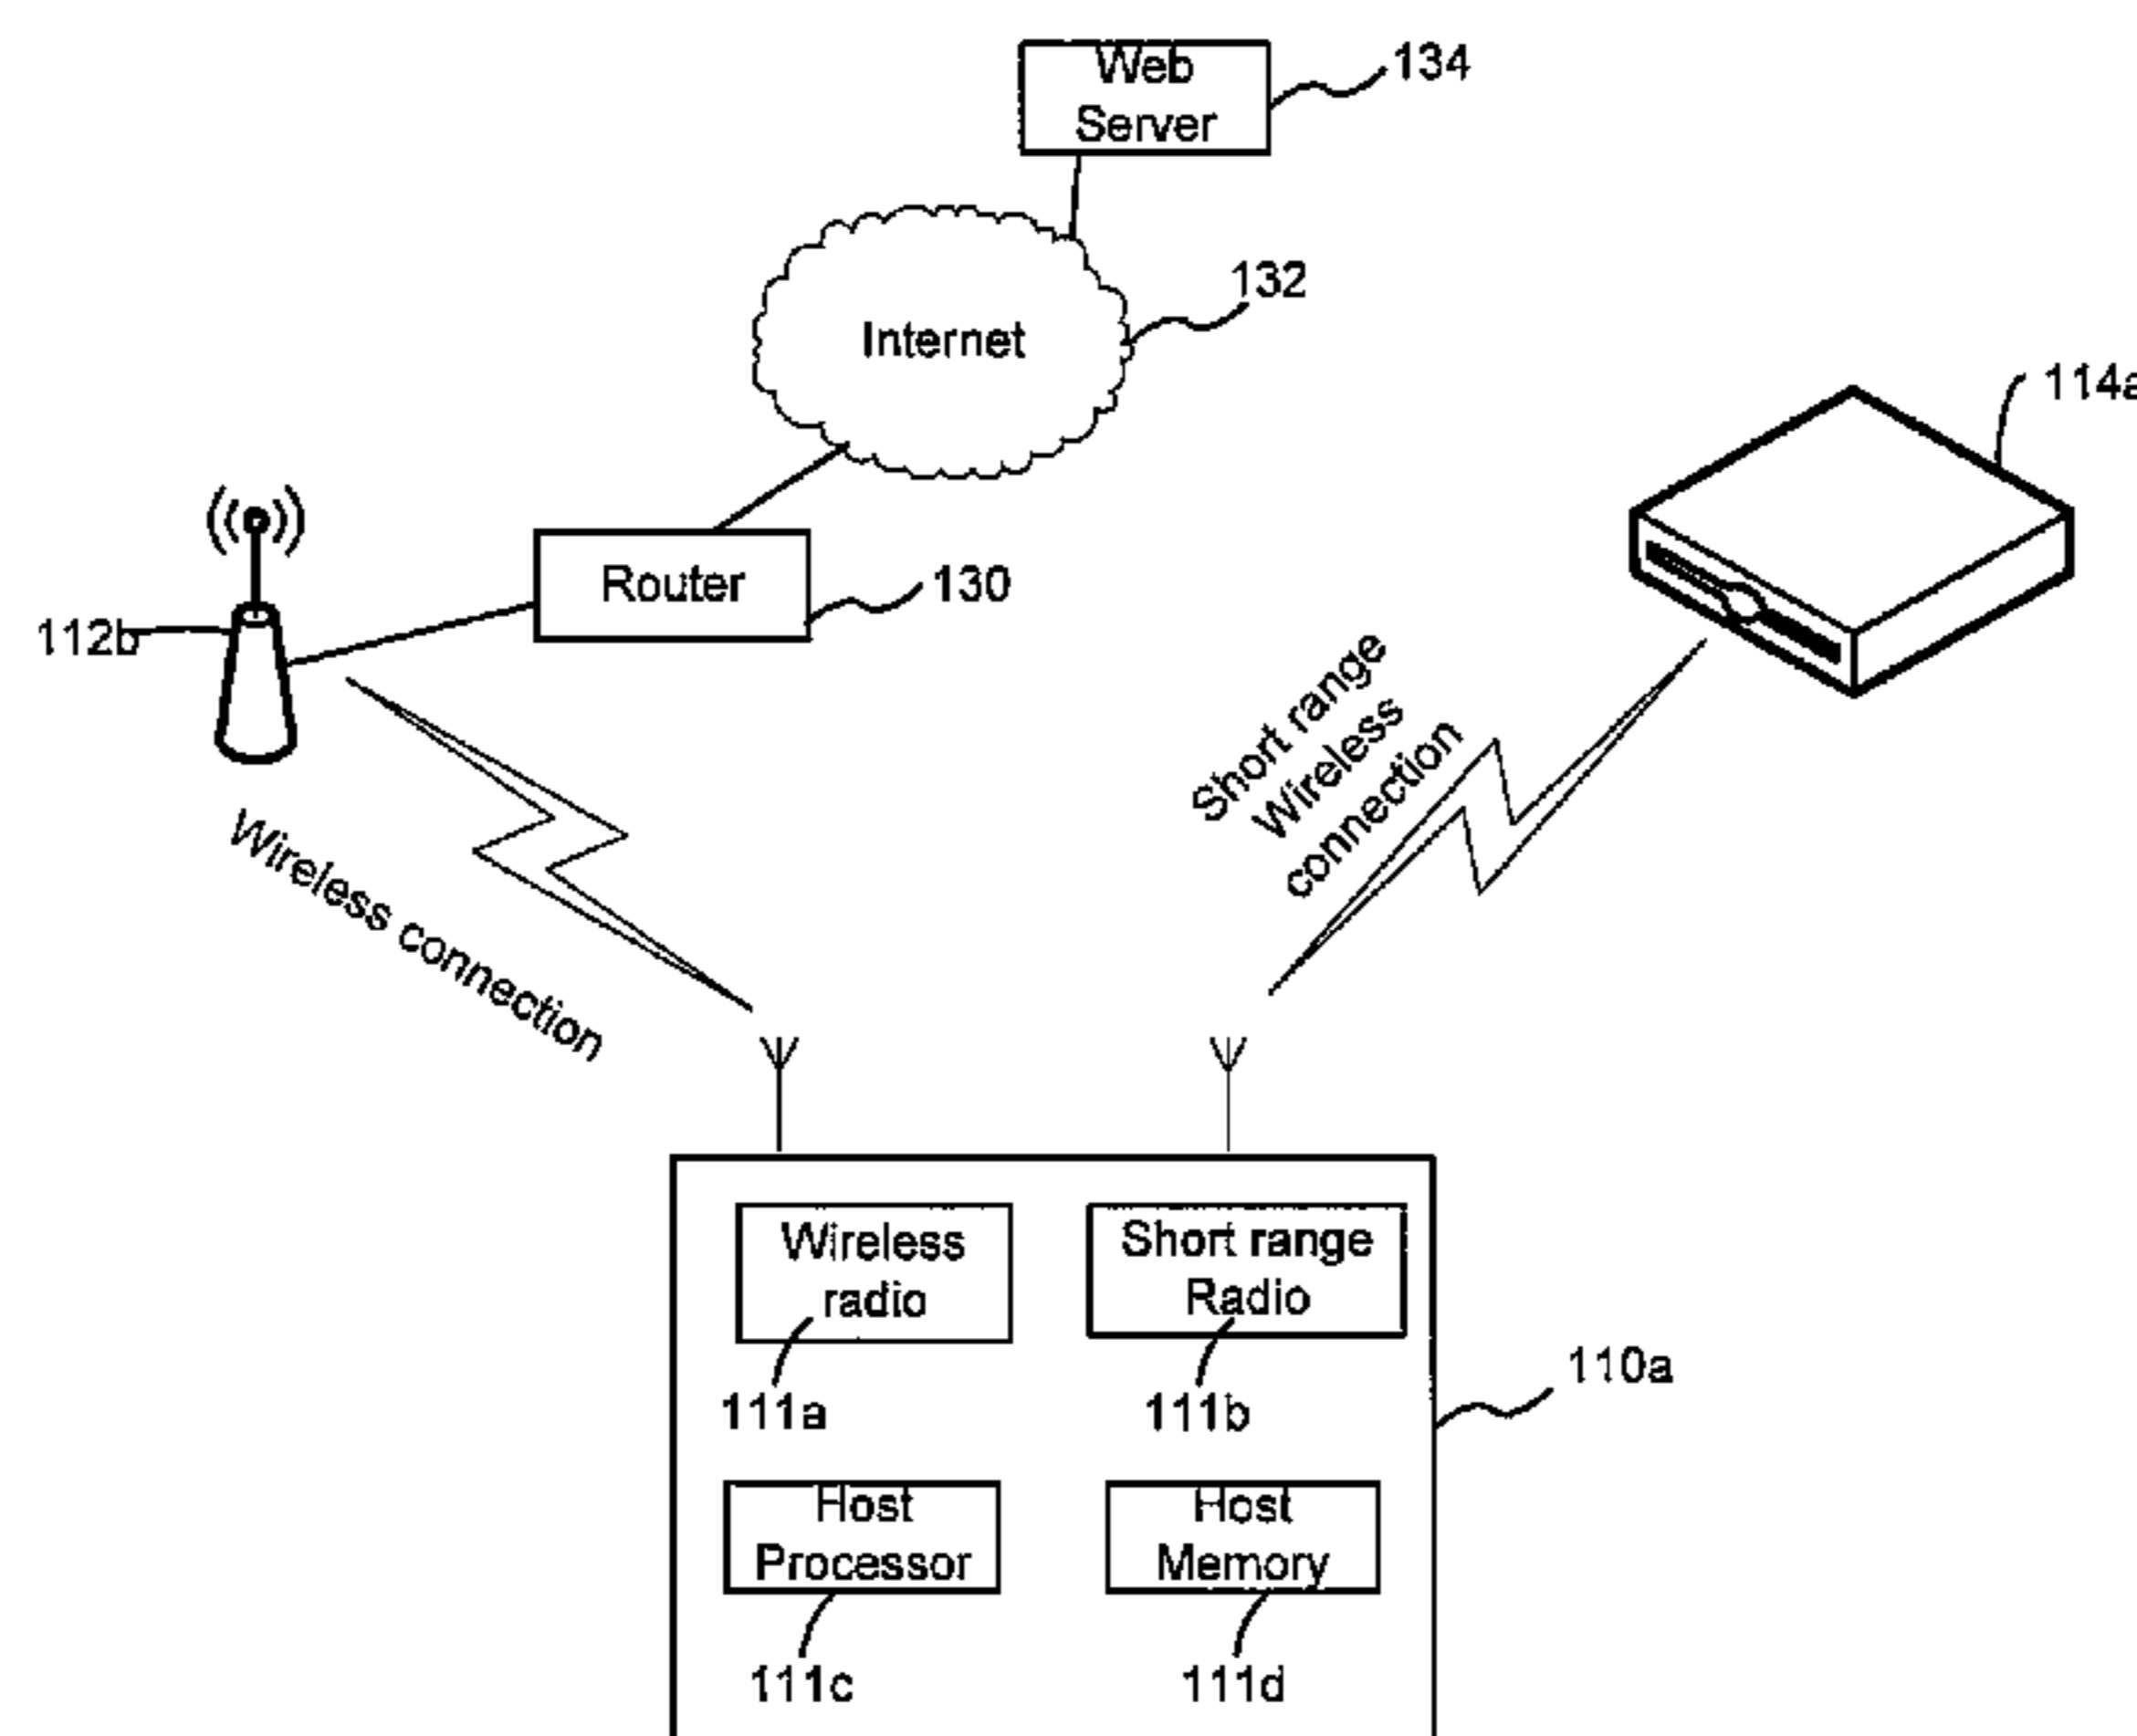 Web
Server
134
Internet
132
114a
Router
130
112b
Short range
Wireless
connection
Wireless connection
Wireless
radio
Short range
Radio
111a
111b
110a
Host
Processor
Host
Memory
111c
111d